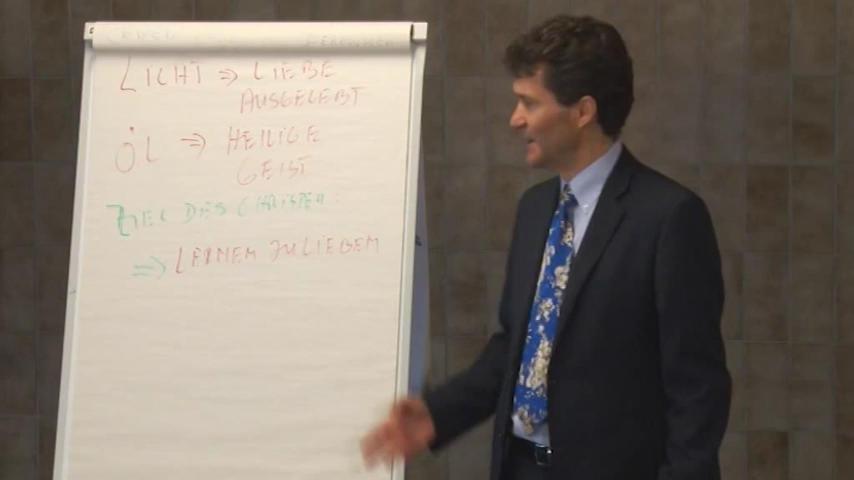 LICHT ⇒ LIEBE
AUSGELEBT
ÖL ⇒ HEILIGE
GEIST
ZIEL DES CHRISTEN:
⇒ LERNEN ZU LIEBEN